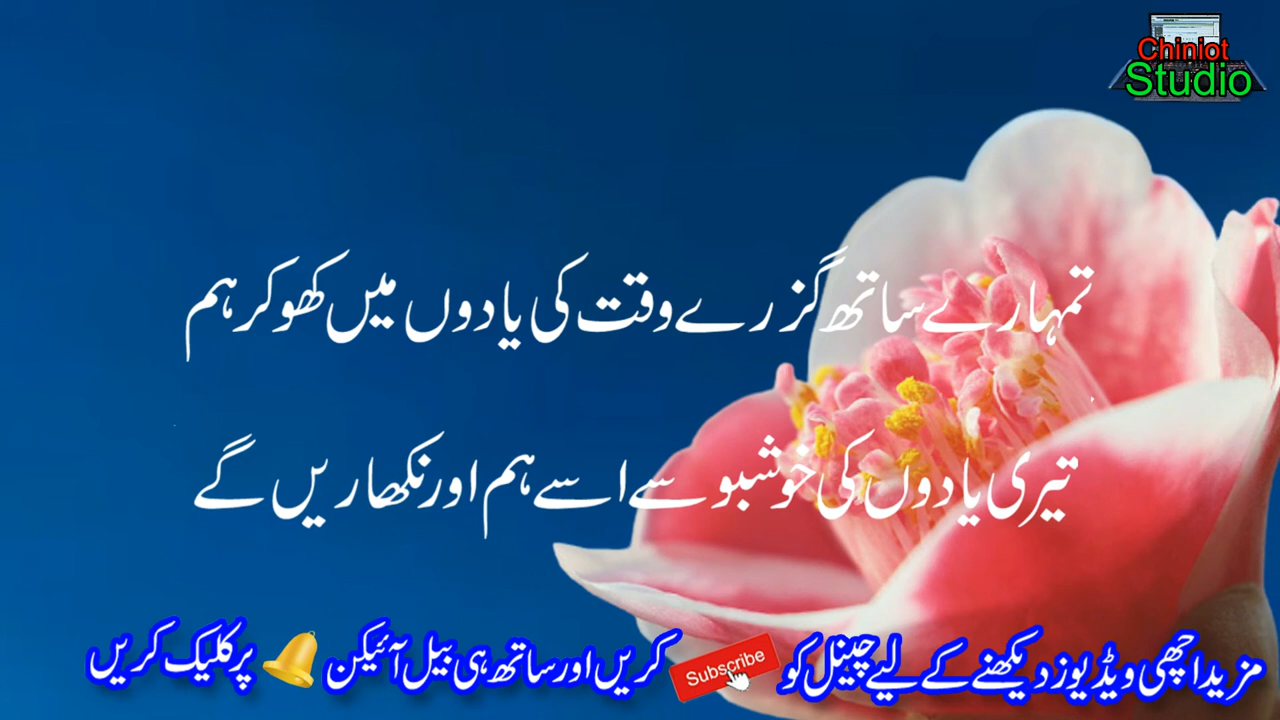 Chiniot
Studio
تمہارے ساتھ گزرے وقت کی یادوں میں کھو کر ہم
تیری یادوں کی خوشبو سے اسے ہم اور نکھاریں گے
مزید اچھی ویڈیوز دیکھنے کے لیے چینل کو Subscribe کریں اور ساتھ ہی بیل آئیکن پر کلیک کریں